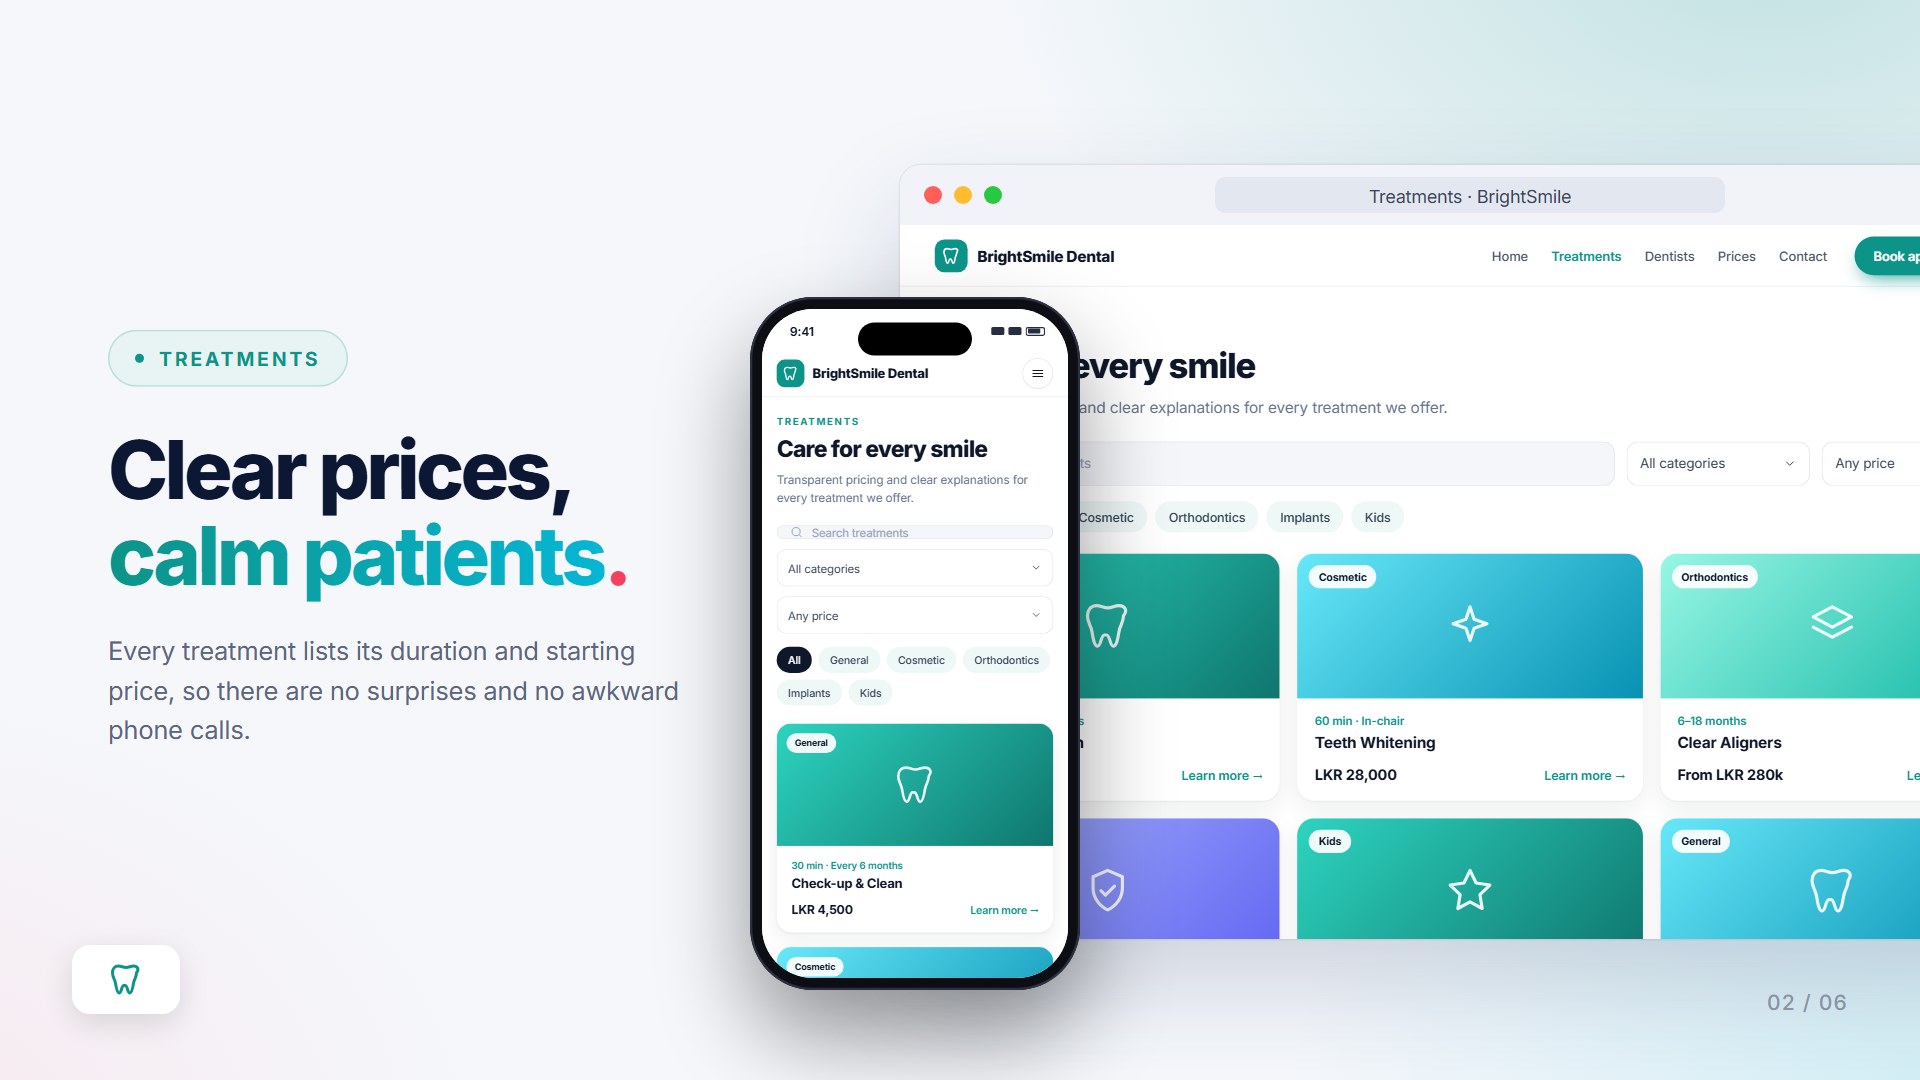 TREATMENTS
Clear prices,
calm patients.
Every treatment lists its duration and starting
price, so there are no surprises and no awkward
phone calls.
9:41
BrightSmile Dental
TREATMENTS
Care for every smile
Transparent pricing and clear explanations for
every treatment we offer.
Search treatments
All categories
Any price
All General Cosmetic Orthodontics
Implants Kids
General
30 min · Every 6 months
Check-up & Clean
LKR 4,500 Learn more →
Cosmetic
Treatments · BrightSmile
BrightSmile Dental Home Treatments Dentists Prices Contact Book ap
every smile
and clear explanations for every treatment we offer.
ts All categories Any price
Cosmetic Orthodontics Implants Kids
Learn more →
Cosmetic
60 min · In-chair
Teeth Whitening
LKR 28,000 Learn more →
Orthodontics
6–18 months
Clear Aligners
From LKR 280k Le
Kids
General
02 / 06